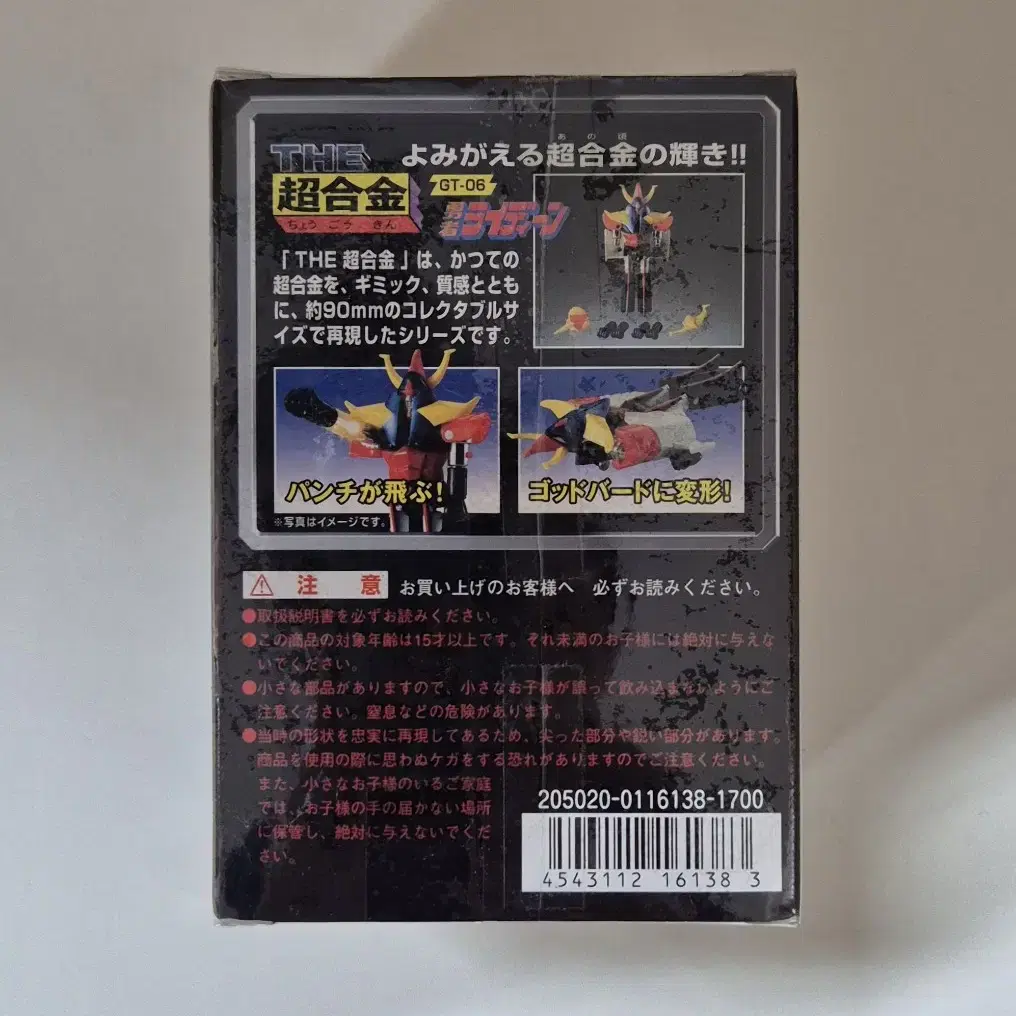 THE
超合金
ちょうごうきん
あの頃
よみがえる超合金の輝き!!
GT-06
勇者ライディーン
「THE 超合金」は、かつての
超合金を、ギミック、質感ととも
に、約90mmのコレクタブルサ
イズで再現したシリーズです。
パンチが飛ぶ!
ゴッドバードに変形!
※写真はイメージです。
注 意
お買い上げのお客様へ 必ずお読みください。
●取扱説明書を必ずお読みください。
●この商品の対象年齢は15才以上です。それ未満のお子様には絶対に与えな
いでください。
●小さな部品がありますので、小さなお子様が誤って飲み込まないようにご
注意ください。窒息などの危険があります。
●当時の形状を忠実に再現してあるため、尖った部分や鋭い部分があります。
商品を使用の際に思わぬケガをする恐れがありますのでご注意ください。
また、小さなお子様のいるご家庭
では、お子様の手の届かない場所
に保管し、絶対に与えないでくだ
さい。
205020-0116138-1700
4543112 16138 3